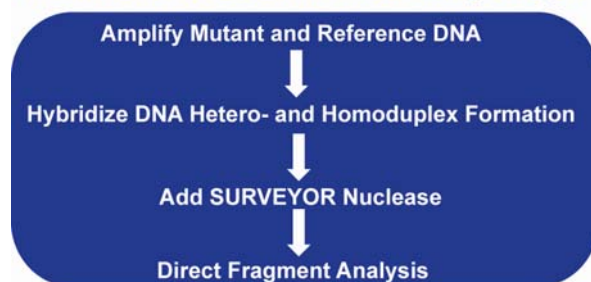 Amplify Mutant and Reference DNA
Hybridize DNA Hetero- and Homoduplex Formation
Add SURVEYOR Nuclease
Direct Fragment Analysis